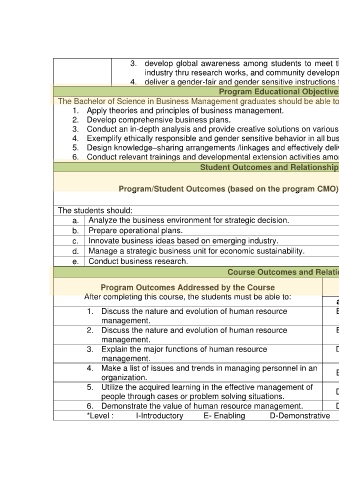 3. develop global awareness among students to meet t
industry thru research works, and community developm
4. deliver a gender-fair and gender sensitive instructions
Program Educational Objective
The Bachelor of Science in Business Management graduates should be able to
1. Apply theories and principles of business management.
2. Develop comprehensive business plans.
3. Conduct an in-depth analysis and provide creative solutions on various
4. Exemplify ethically responsible and gender sensitive behavior in all bus
5. Design knowledge–sharing arrangements /linkages and effectively deliv
6. Conduct relevant trainings and developmental extension activities amo
Student Outcomes and Relationship
Program/Student Outcomes (based on the program CMO)
The students should:
a. Analyze the business environment for strategic decision.
b. Prepare operational plans.
c. Innovate business ideas based on emerging industry.
d. Manage a strategic business unit for economic sustainability.
e. Conduct business research.
Course Outcomes and Relati
Program Outcomes Addressed by the Course
After completing this course, the students must be able to:
a
1. Discuss the nature and evolution of human resource E
management.
2. Discuss the nature and evolution of human resource E
management.
3. Explain the major functions of human resource D
management.
4. Make a list of issues and trends in managing personnel in an E
organization.
5. Utilize the acquired learning in the effective management of D
people through cases or problem solving situations.
6. Demonstrate the value of human resource management. D
*Level : I-Introductory E- Enabling D-Demonstrative